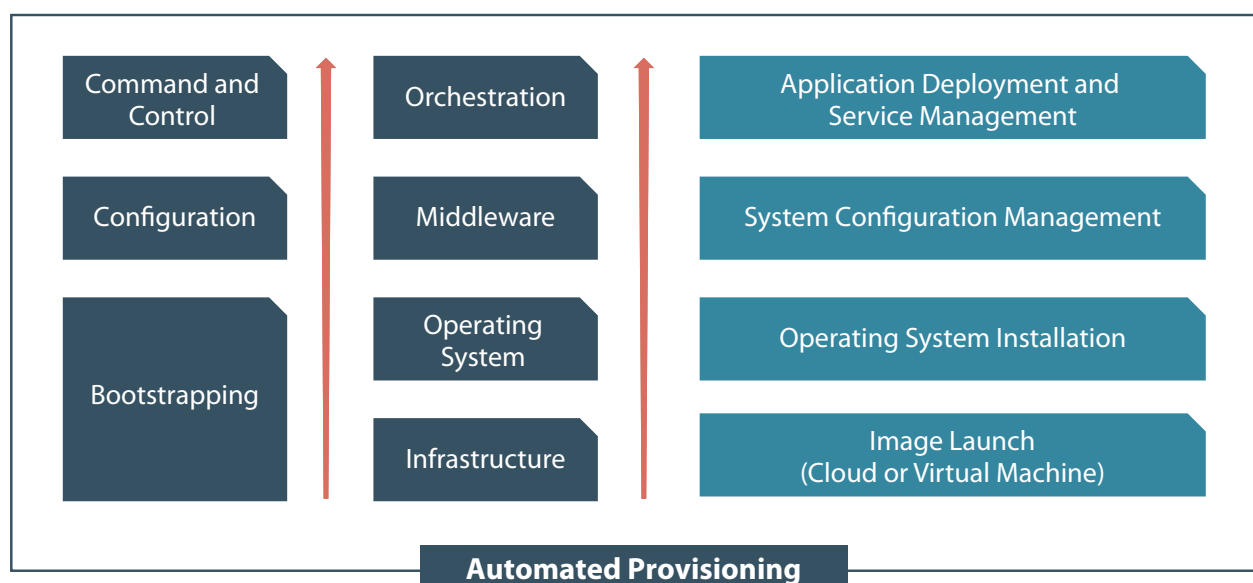 Command and
Control
Orchestration
Application Deployment and
Service Management
Configuration
Middleware
System Configuration Management
Bootstrapping
Operating
System
Operating System Installation
Infrastructure
Image Launch
(Cloud or Virtual Machine)
Automated Provisioning